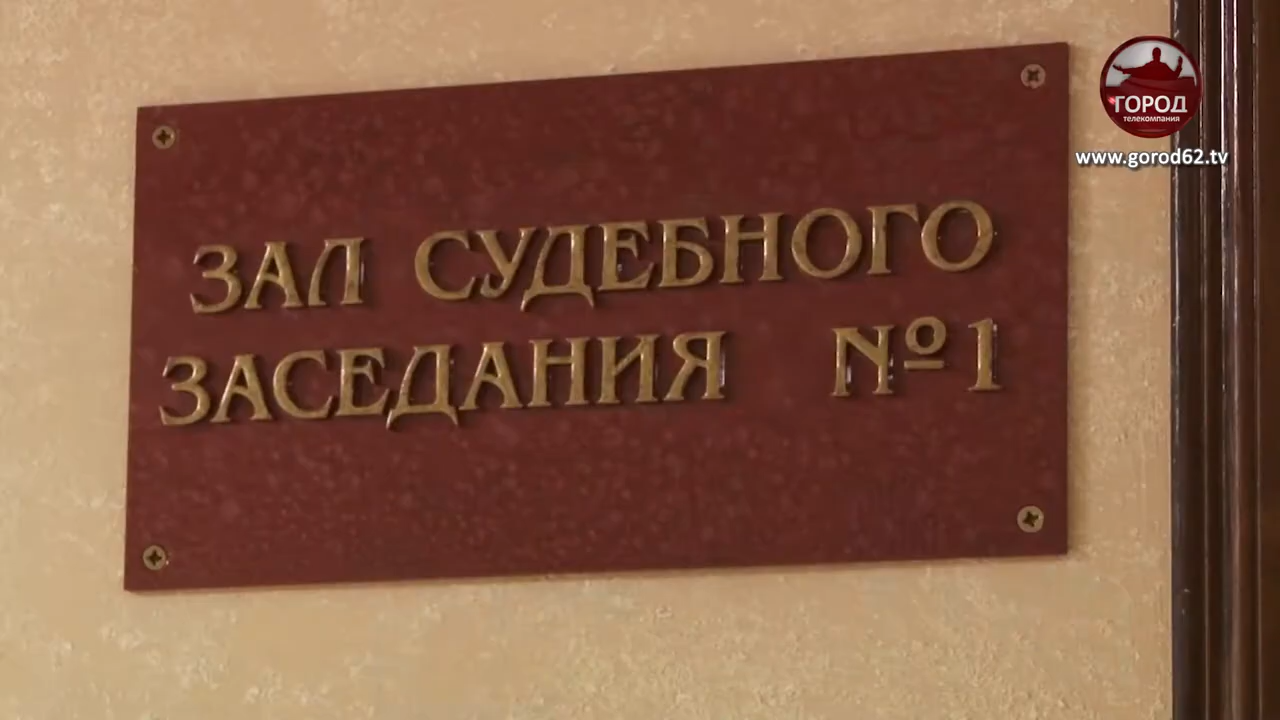 ЗАЛ СУДЕБНОГО
ЗАСЕДАНИЯ №1
ГОРОД
телекомпания
www.gorod62.tv